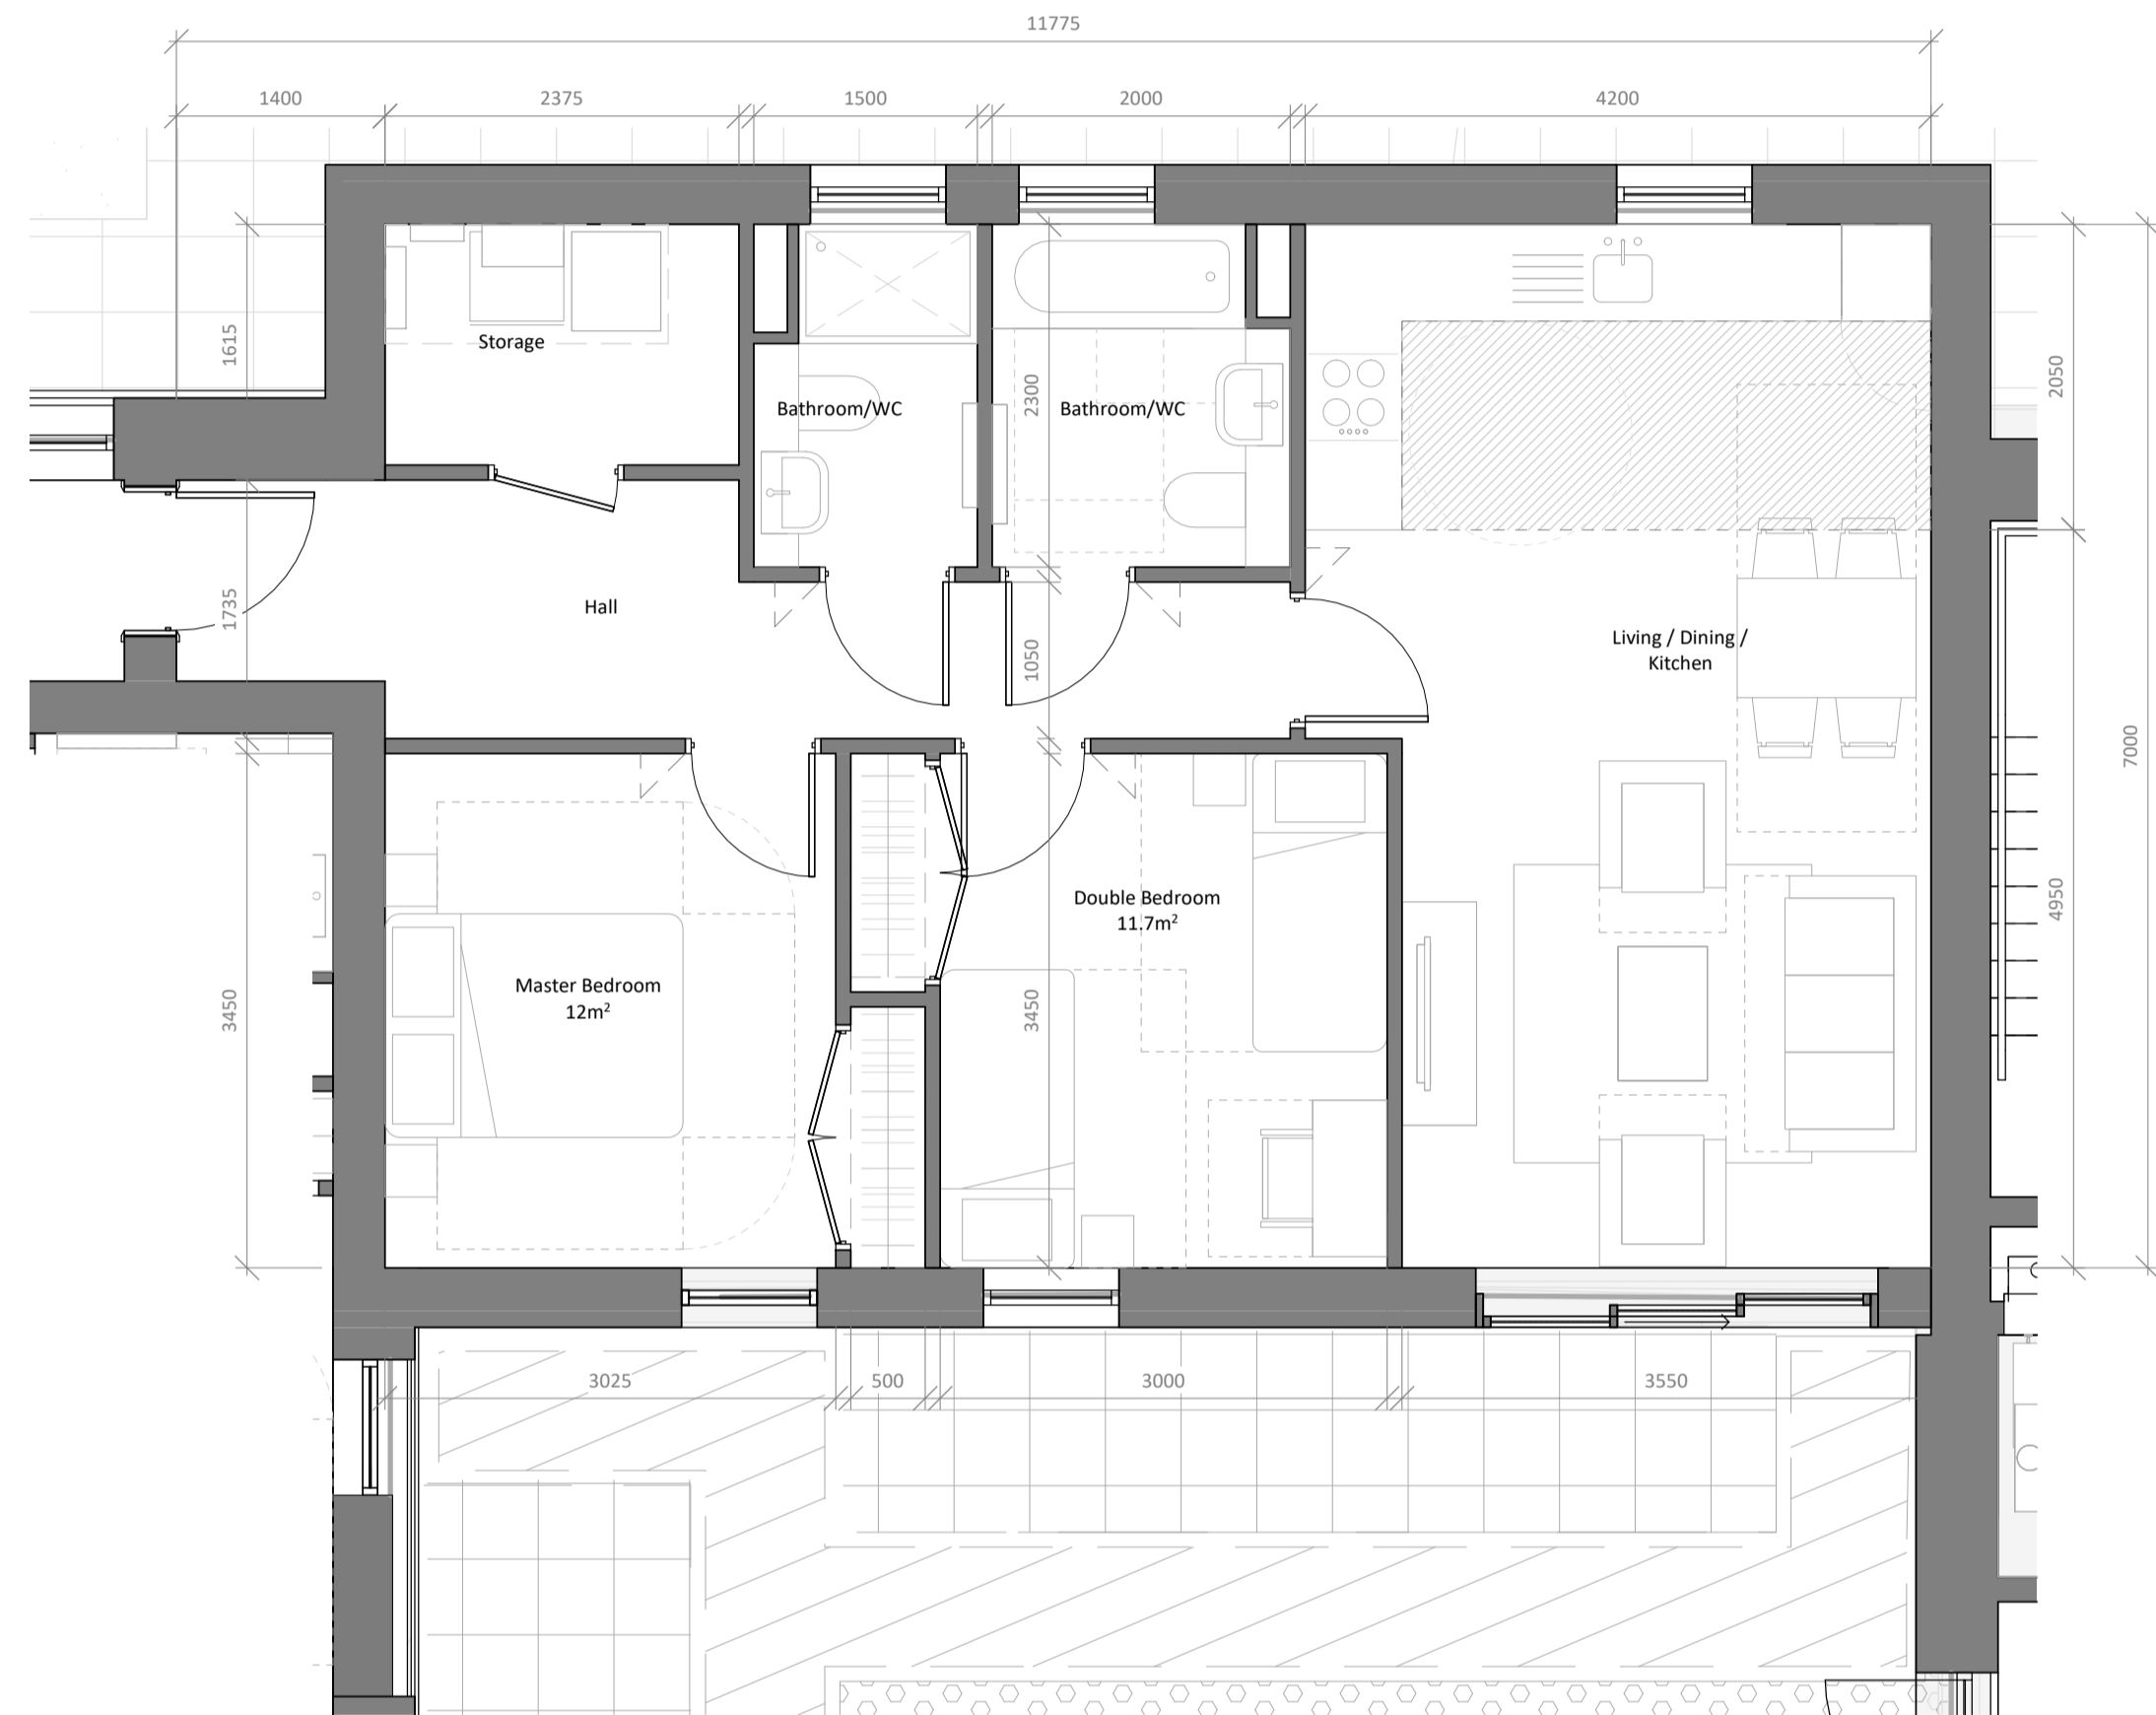 11775
1400
2375
1500
2000
4200
1615
Storage
2300
2050
Bathroom/WC
Bathroom/WC
1735
Hall
1050
Living / Dining /
Kitchen
7000
Double Bedroom
11.7m²
4950
Master Bedroom
12m²
3450
3450
3025
500
3000
3550